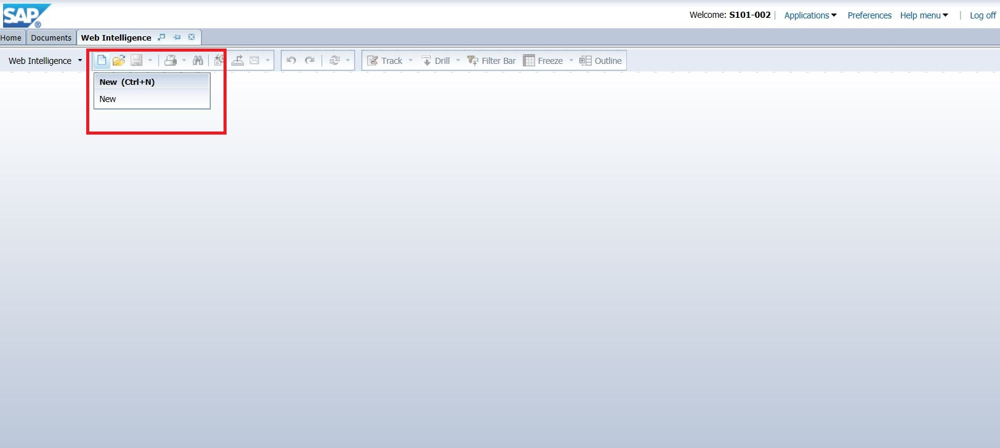 SAP ®
Welcome: S101-002 | Applications Preferences Help menu | Log off
Home Documents Web Intelligence
Web Intelligence Track Drill Filter Bar Freeze Outline
New (Ctrl+N)
New